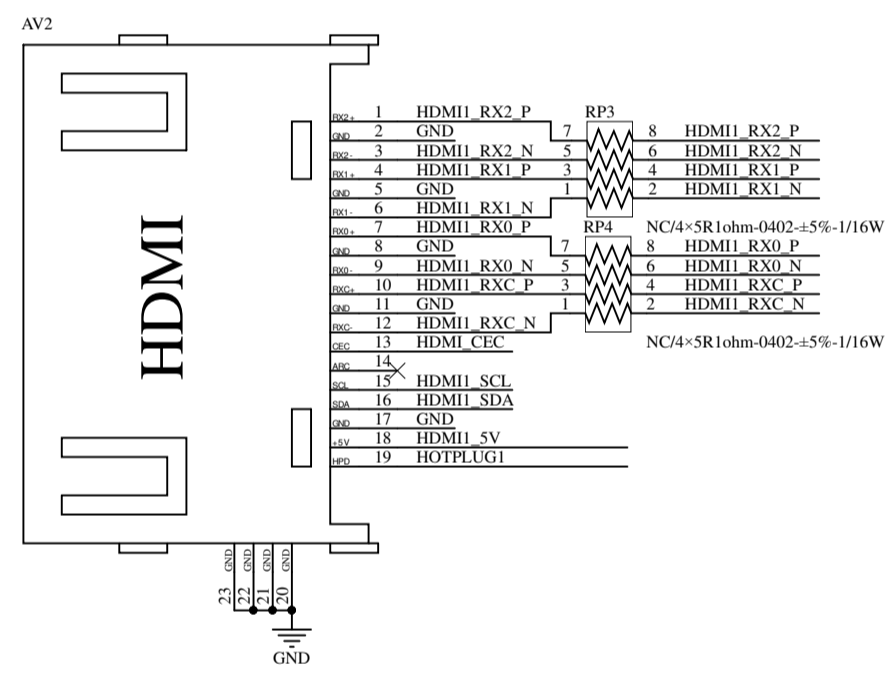 AV2
HDMI
RX2+ 1 HDMI1_RX2_P
GND 2 GND
RX2- 3 HDMI1_RX2_N
RX1+ 4 HDMI1_RX1_P
GND 5 GND
RX1- 6 HDMI1_RX1_N
RX0+ 7 HDMI1_RX0_P
GND 8 GND
RX0- 9 HDMI1_RX0_N
RXC+ 10 HDMI1_RXC_P
GND 11 GND
RXC- 12 HDMI1_RXC_N
CEC 13 HDMI_CEC
ARC 14
SCL 15 HDMI1_SCL
SDA 16 HDMI1_SDA
GND 17 GND
+5V 18 HDMI1_5V
HPD 19 HOTPLUG1
RP3
7 8 HDMI1_RX2_P
5 6 HDMI1_RX2_N
3 4 HDMI1_RX1_P
1 2 HDMI1_RX1_N
NC/4×5R1ohm-0402-±5%-1/16W
RP4
7 8 HDMI1_RX0_P
5 6 HDMI1_RX0_N
3 4 HDMI1_RXC_P
1 2 HDMI1_RXC_N
NC/4×5R1ohm-0402-±5%-1/16W
23 GND
22 GND
21 GND
20 GND
GND